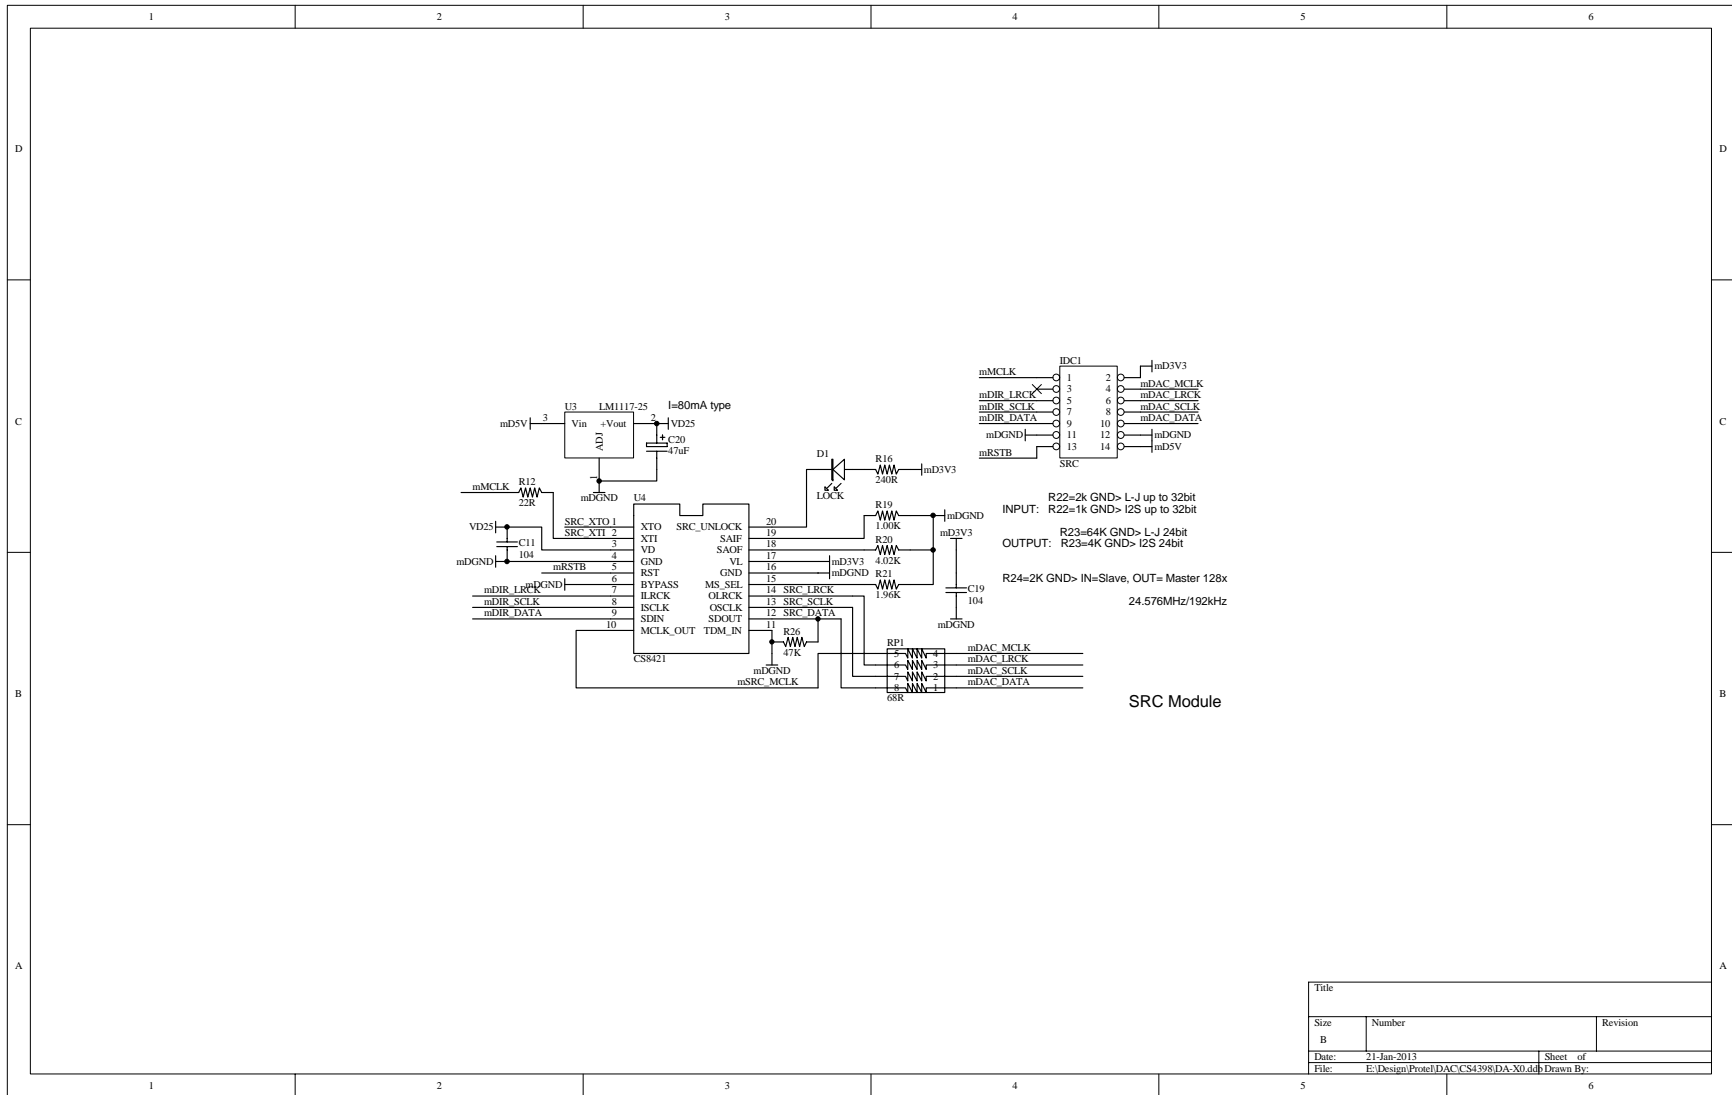 1 2 3 4 5 6
D D
C C
B B
A A
IDC1
mMCLK 1 2 mD3V3
3 4 mDAC_MCLK
mDIR_LRCK 5 6 mDAC_LRCK
mDIR_SCLK 7 8 mDAC_SCLK
mDIR_DATA 9 10 mDAC_DATA
mDGND 11 12 mDGND
mRSTB 13 14 mD5V
SRC
U3 LM1117-25 I=80mA type
mD5V 3 Vin +Vout 2 VD25
ADJ
1
+
C20
47uF
mDGND
D1
LOCK
R16
240R
mD3V3
mMCLK R12
22R
U4
SRC_XTO 1 XTO SRC_UNLOCK 20
SRC_XTI 2 XTI SAIF 19
VD25 3 VD SAOF 18
C11
104
mDGND 4 GND VL 17 mD3V3
mRSTB 5 RST GND 16 mDGND
mDGND 6 BYPASS MS_SEL 15
mDIR_LRCK 7 ILRCK OLRCK 14 SRC_LRCK
mDIR_SCLK 8 ISCLK OSCLK 13 SRC_SCLK
mDIR_DATA 9 SDIN SDOUT 12 SRC_DATA
10 MCLK_OUT TDM_IN 11
CS8421
R19
1.00K
mDGND
R20
4.02K
R21
1.96K
mD3V3
C19
104
mDGND
R26
47K
mDGND
mSRC_MCLK
RP1
5 4 mDAC_MCLK
6 3 mDAC_LRCK
7 2 mDAC_SCLK
8 1 mDAC_DATA
68R
R22=2k GND> L-J up to 32bit
INPUT: R22=1k GND> I2S up to 32bit
R23=64K GND> L-J 24bit
OUTPUT: R23=4K GND> I2S 24bit
R24=2K GND> IN=Slave, OUT= Master 128x
24.576MHz/192kHz
SRC Module
Title
Size Number Revision
B
Date: 21-Jan-2013 Sheet of
File: E:\Design\Protel\DAC\CS4398\DA-X0.ddb Drawn By:
1 2 3 4 5 6